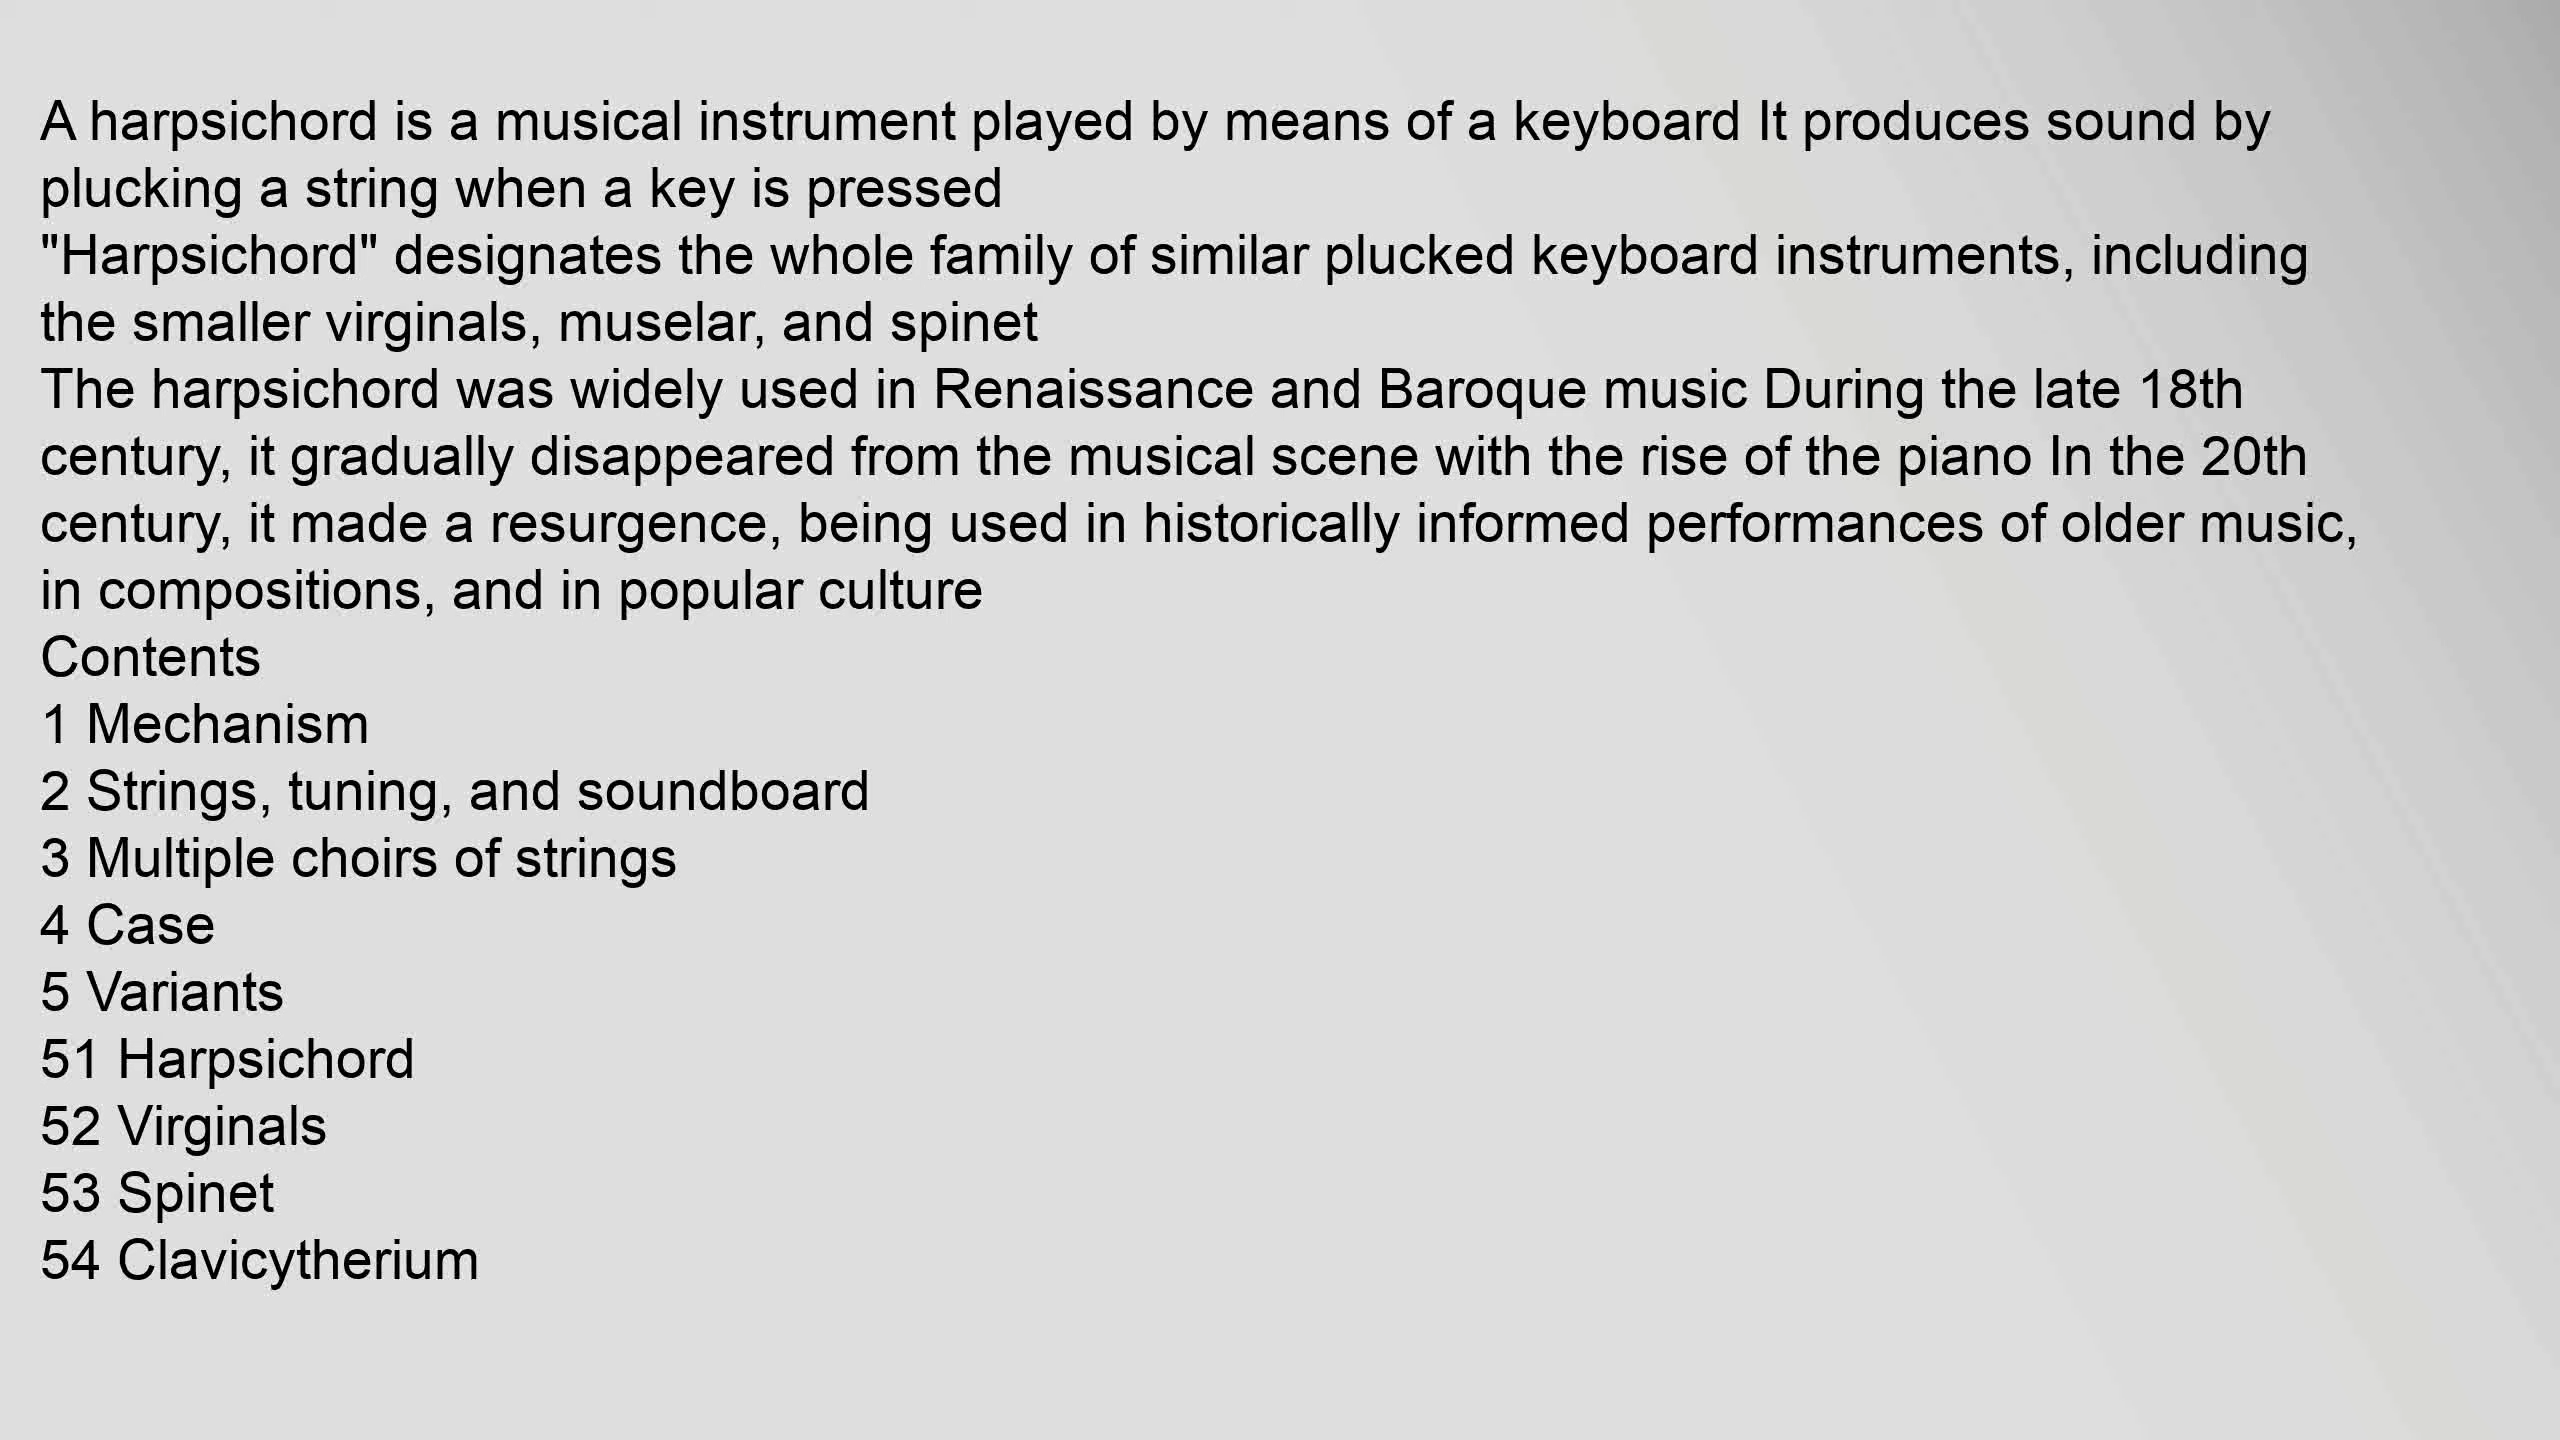 A harpsichord is a musical instrument played by means of a keyboard It produces sound by
plucking a string when a key is pressed
"Harpsichord" designates the whole family of similar plucked keyboard instruments, including
the smaller virginals, muselar, and spinet
The harpsichord was widely used in Renaissance and Baroque music During the late 18th
century, it gradually disappeared from the musical scene with the rise of the piano In the 20th
century, it made a resurgence, being used in historically informed performances of older music,
in compositions, and in popular culture
Contents
1 Mechanism
2 Strings, tuning, and soundboard
3 Multiple choirs of strings
4 Case
5 Variants
51 Harpsichord
52 Virginals
53 Spinet
54 Clavicytherium